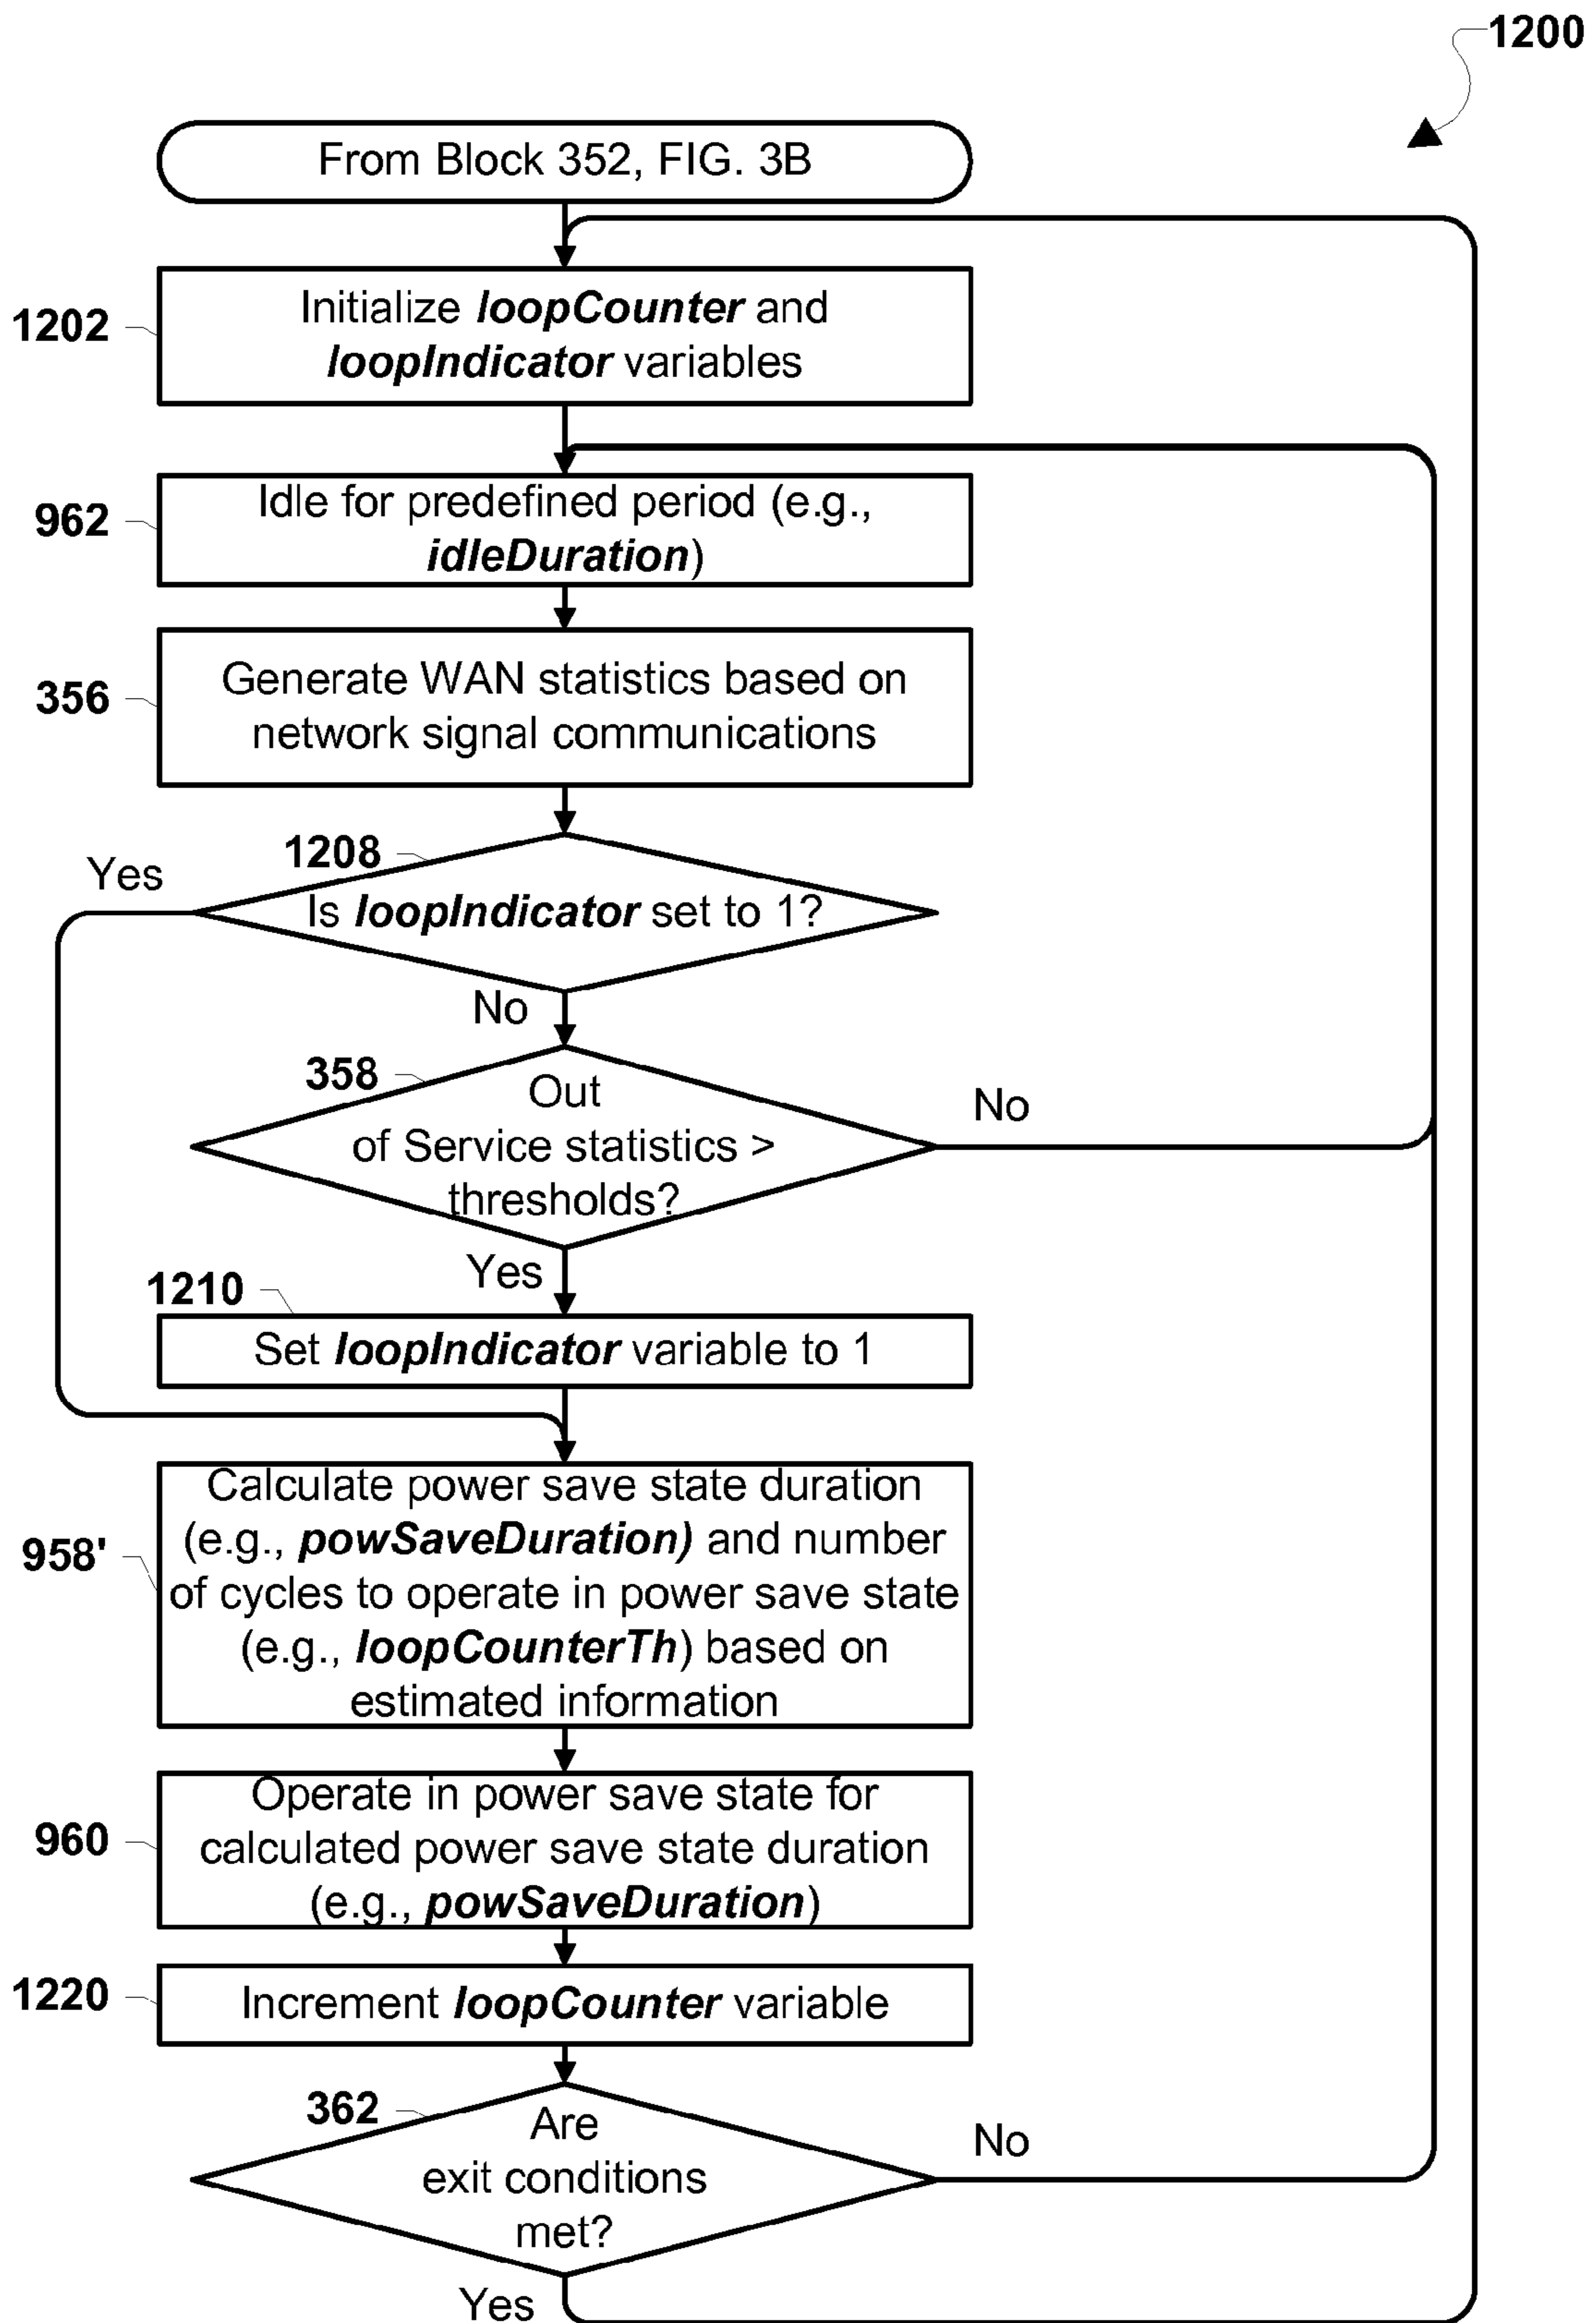 1200
From Block 352, FIG. 3B
1202
Initialize loopCounter and
loopIndicator variables
962
Idle for predefined period (e.g.,
idleDuration)
356
Generate WAN statistics based on
network signal communications
1208
Yes
Is loopIndicator set to 1?
No
358
Out
of Service statistics >
thresholds?
No
Yes
1210
Set loopIndicator variable to 1
958'
Calculate power save state duration
(e.g., powSaveDuration) and number
of cycles to operate in power save state
(e.g., loopCounterTh) based on
estimated information
960
Operate in power save state for
calculated power save state duration
(e.g., powSaveDuration)
1220
Increment loopCounter variable
362
Are
exit conditions
met?
No
Yes